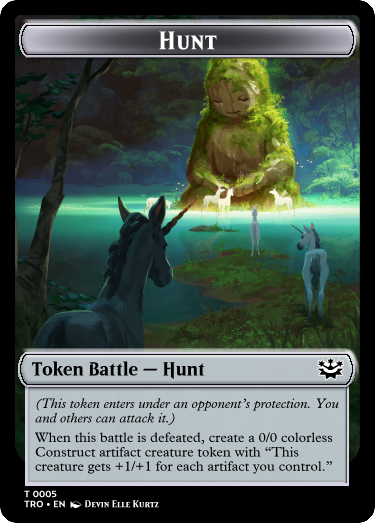 Hunt
Token Battle — Hunt
(This token enters under an opponent's protection. You
and others can attack it.)
When this battle is defeated, create a 0/0 colorless
Construct artifact creature token with “This
creature gets +1/+1 for each artifact you control.”
T 0005
TRO • EN Devin Elle Kurtz